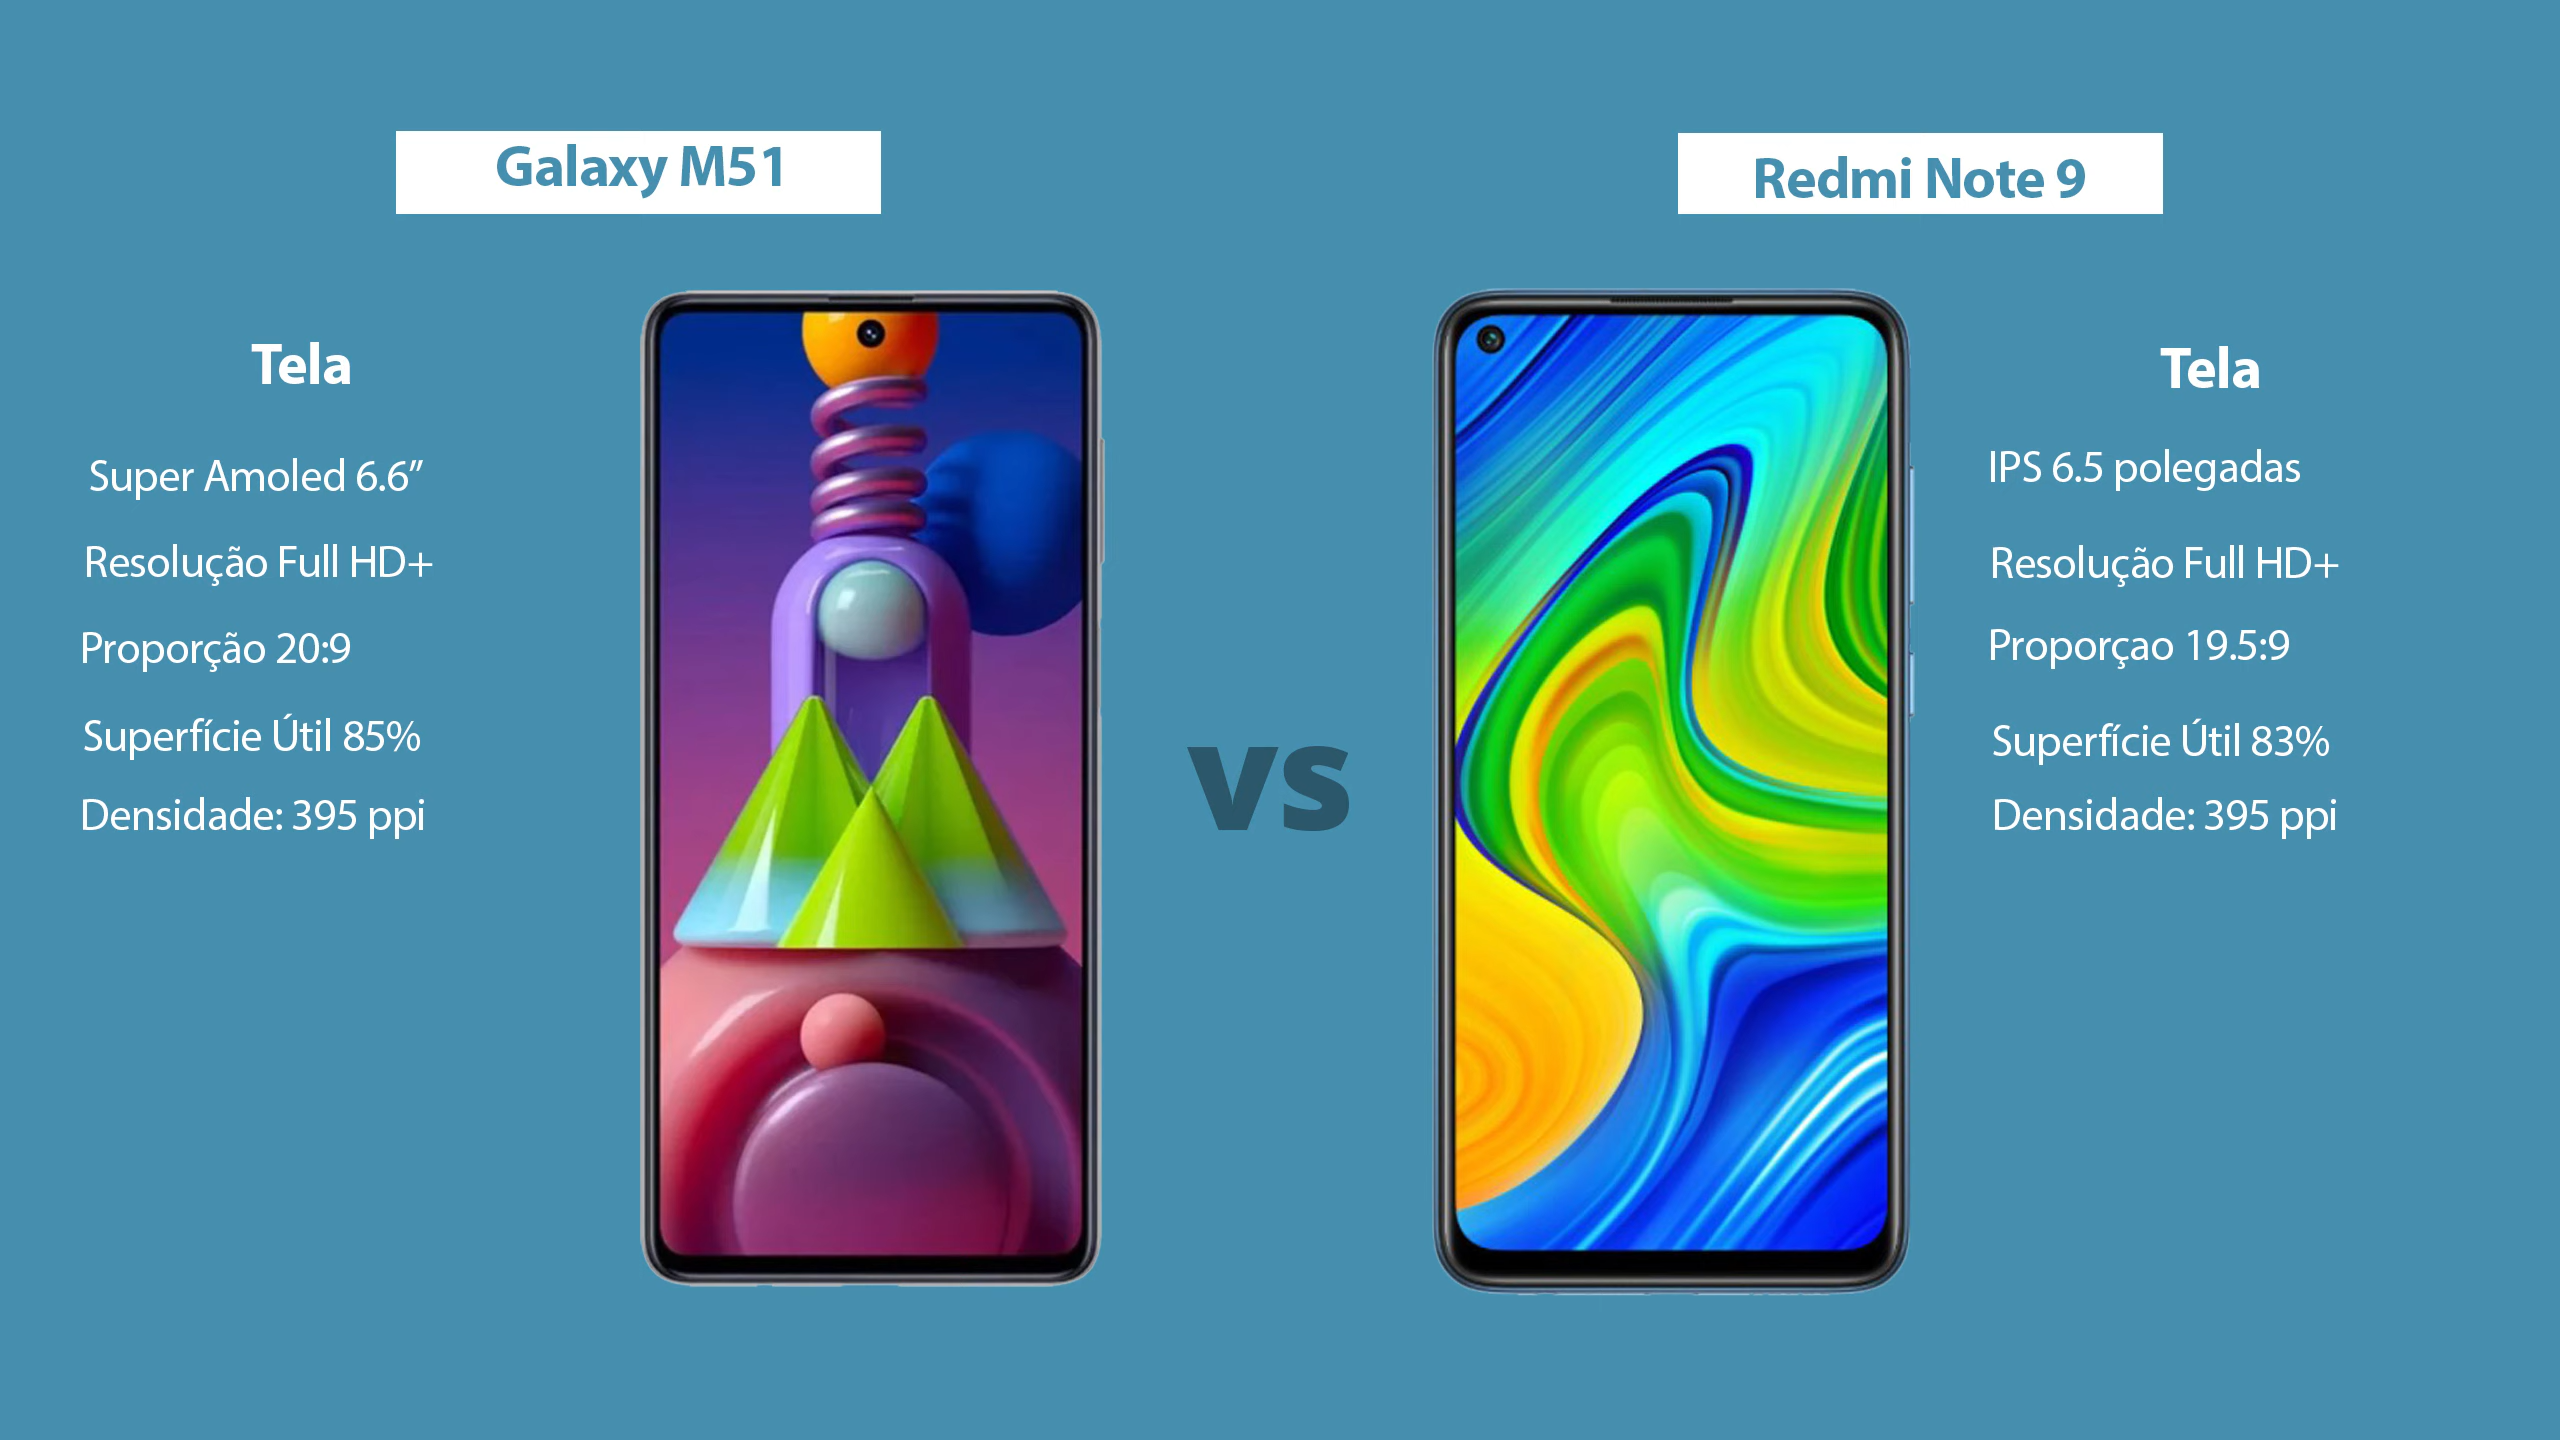 Galaxy M51
Tela
Super Amoled 6.6”
Resolução Full HD+
Proporção 20:9
Superfície Útil 85%
Densidade: 395 ppi
vs
Redmi Note 9
Tela
IPS 6.5 polegadas
Resolução Full HD+
Proporçao 19.5:9
Superfície Útil 83%
Densidade: 395 ppi